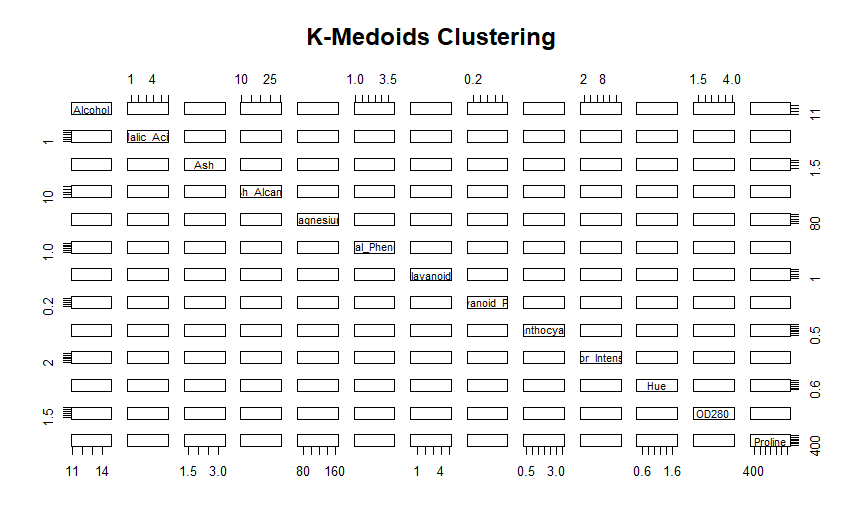 K-Medoids Clustering
1 4 10 25 1.0 3.5 0.2 2 8 1.5 4.0
Alcohol 11
1 Malic_Aci
Ash 1.5
10 h_Alcan
agnesium 80
1.0 al_Phen
lavanoid 1
0.2 vanoid_P
nthocya 0.5
2 or_Intens
Hue 0.6
1.5 OD280
Proline 400
11 14 1.5 3.0 80 160 1 4 0.5 3.0 0.6 1.6 400